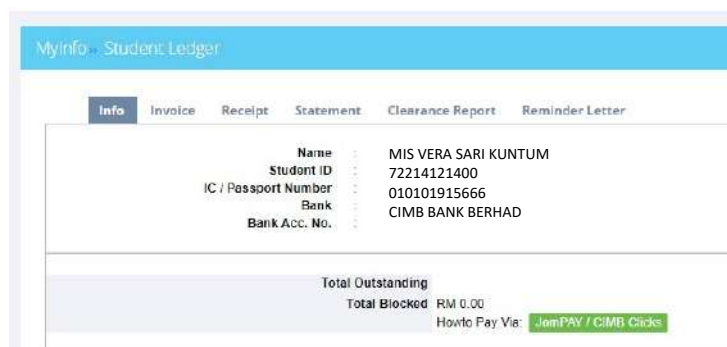 MyInfo » Student Ledger
Info Invoice Receipt Statement Clearance Report Reminder Letter
Name : MIS VERA SARI KUNTUM
Student ID : 72214121400
IC / Passport Number : 010101915666
Bank : CIMB BANK BERHAD
Bank Acc. No. :
Total Outstanding
Total Blocked RM 0.00
Howto Pay Via: JomPAY / CIMB Clicks